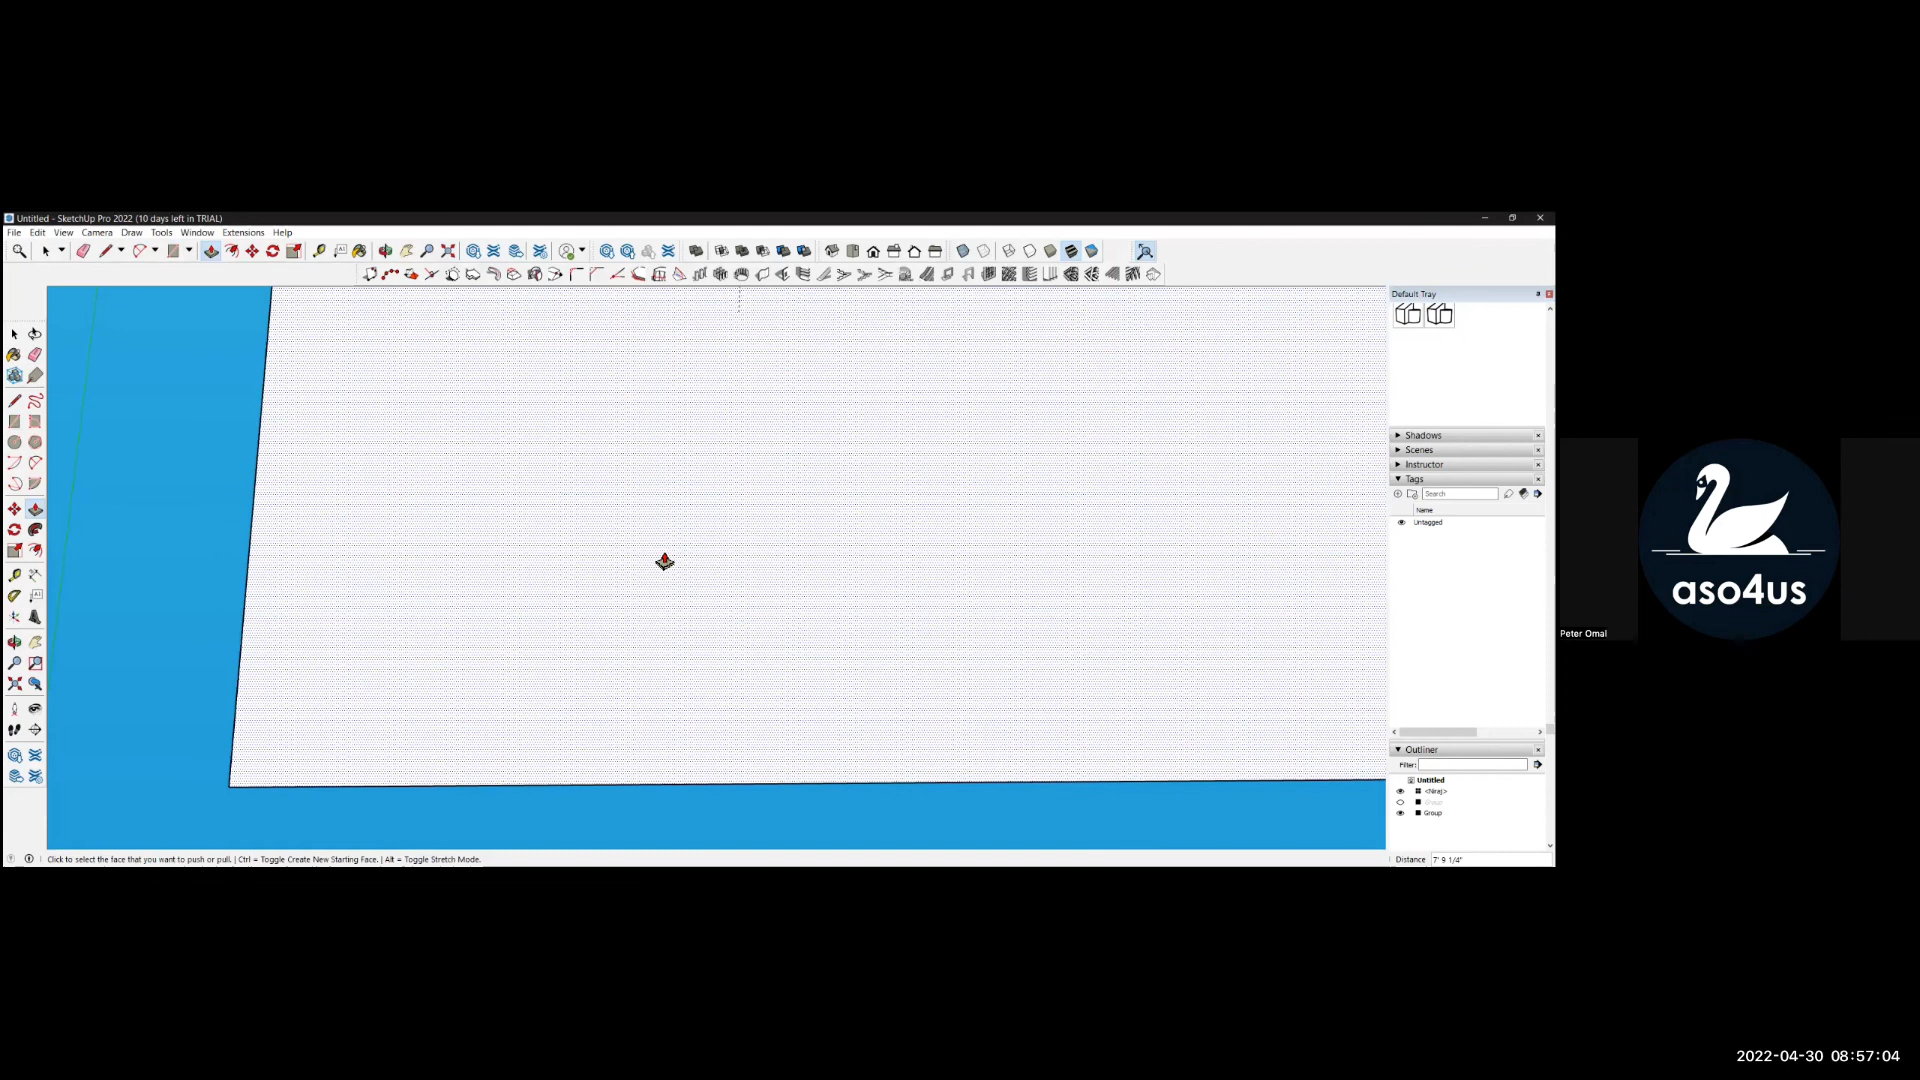 Untitled - SketchUp Pro 2022 (10 days left in TRIAL)
File Edit View Camera Draw Tools Window Extensions Help
Default Tray
Shadows
Scenes
Instructor
Tags
Search
Name
Untagged
Outliner
Filter:
Untitled
<Niraj>
Group
Group
Click to select the face that you want to push or pull. | Ctrl = Toggle Create New Starting Face. | Alt = Toggle Stretch Mode.
Distance 7' 9 1/4"
aso4us
Peter Omal
2022-04-30 08:57:04